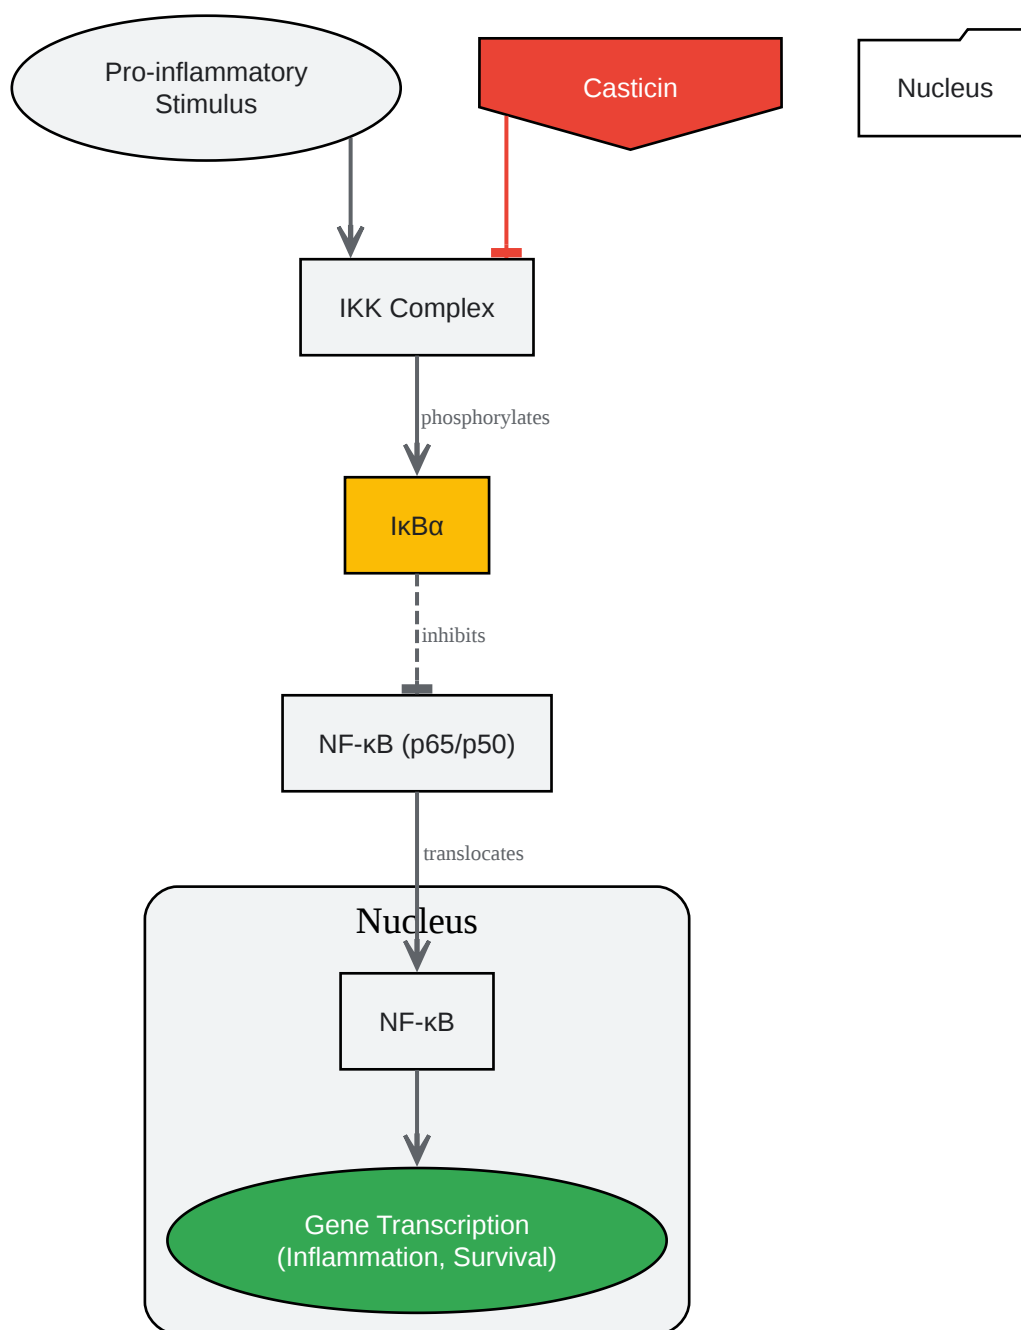 Pro-inflammatory
Stimulus
Casticin
Nucleus
IKK Complex
phosphorylates
IκBα
inhibits
NF-κB (p65/p50)
translocates
Nucleus
NF-κB
Gene Transcription
(Inflammation, Survival)